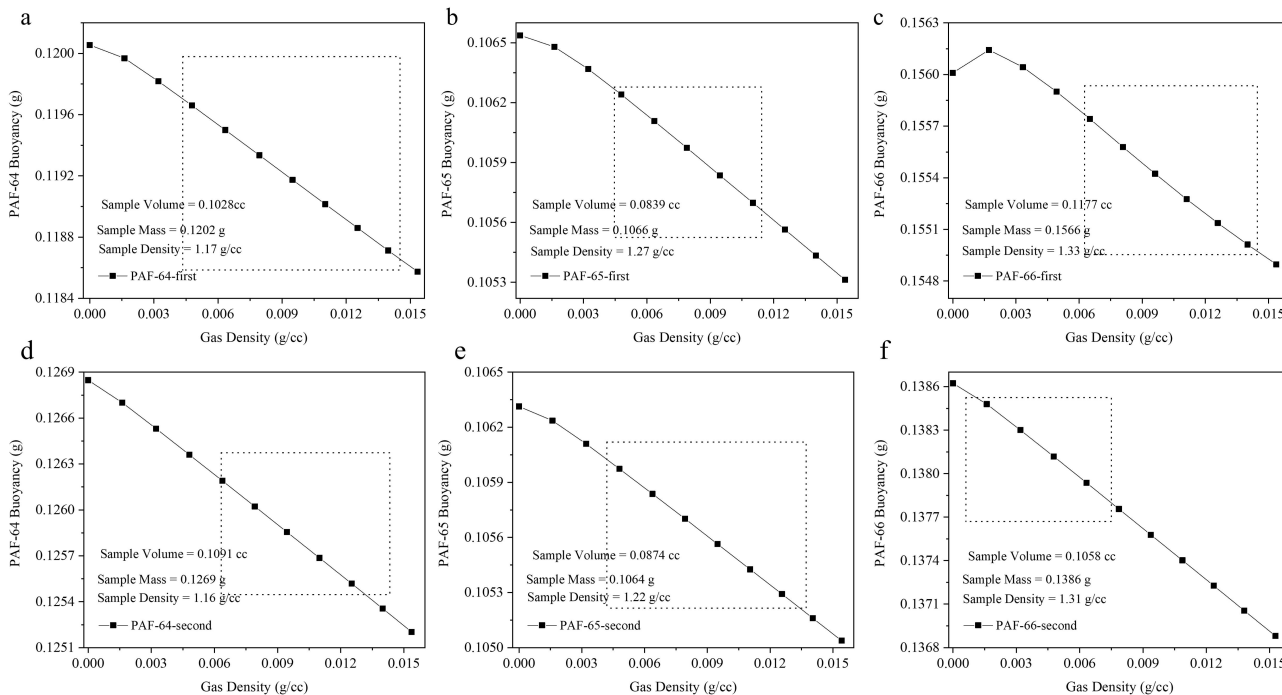 a
PAF-64 Buoyancy (g)
0.1200
0.1196
0.1192
0.1188
0.1184
Sample Volume = 0.1028cc
Sample Mass = 0.1202 g
Sample Density = 1.17 g/cc
PAF-64-first
0.000 0.003 0.006 0.009 0.012 0.015
Gas Density (g/cc)
b
PAF-65 Buoyancy (g)
0.1065
0.1062
0.1059
0.1056
0.1053
Sample Volume = 0.0839 cc
Sample Mass = 0.1066 g
Sample Density = 1.27 g/cc
PAF-65-first
0.000 0.003 0.006 0.009 0.012 0.015
Gas Density (g/cc)
c
PAF-66 Buoyancy (g)
0.1563
0.1560
0.1557
0.1554
0.1551
0.1548
Sample Volume = 0.1177 cc
Sample Mass = 0.1566 g
Sample Density = 1.33 g/cc
PAF-66-first
0.000 0.003 0.006 0.009 0.012 0.015
Gas Density (g/cc)
d
PAF-64 Buoyancy (g)
0.1269
0.1266
0.1263
0.1260
0.1257
0.1254
0.1251
Sample Volume = 0.1091 cc
Sample Mass = 0.1269 g
Sample Density = 1.16 g/cc
PAF-64-second
0.000 0.003 0.006 0.009 0.012 0.015
Gas Density (g/cc)
e
PAF-65 Buoyancy (g)
0.1065
0.1062
0.1059
0.1056
0.1053
0.1050
Sample Volume = 0.0874 cc
Sample Mass = 0.1064 g
Sample Density = 1.22 g/cc
PAF-65-second
0.000 0.003 0.006 0.009 0.012 0.015
Gas Density (g/cc)
f
PAF-66 Buoyancy (g)
0.1386
0.1383
0.1380
0.1377
0.1374
0.1371
0.1368
Sample Volume = 0.1058 cc
Sample Mass = 0.1386 g
Sample Density = 1.31 g/cc
PAF-66-second
0.000 0.003 0.006 0.009 0.012 0.015
Gas Density (g/cc)